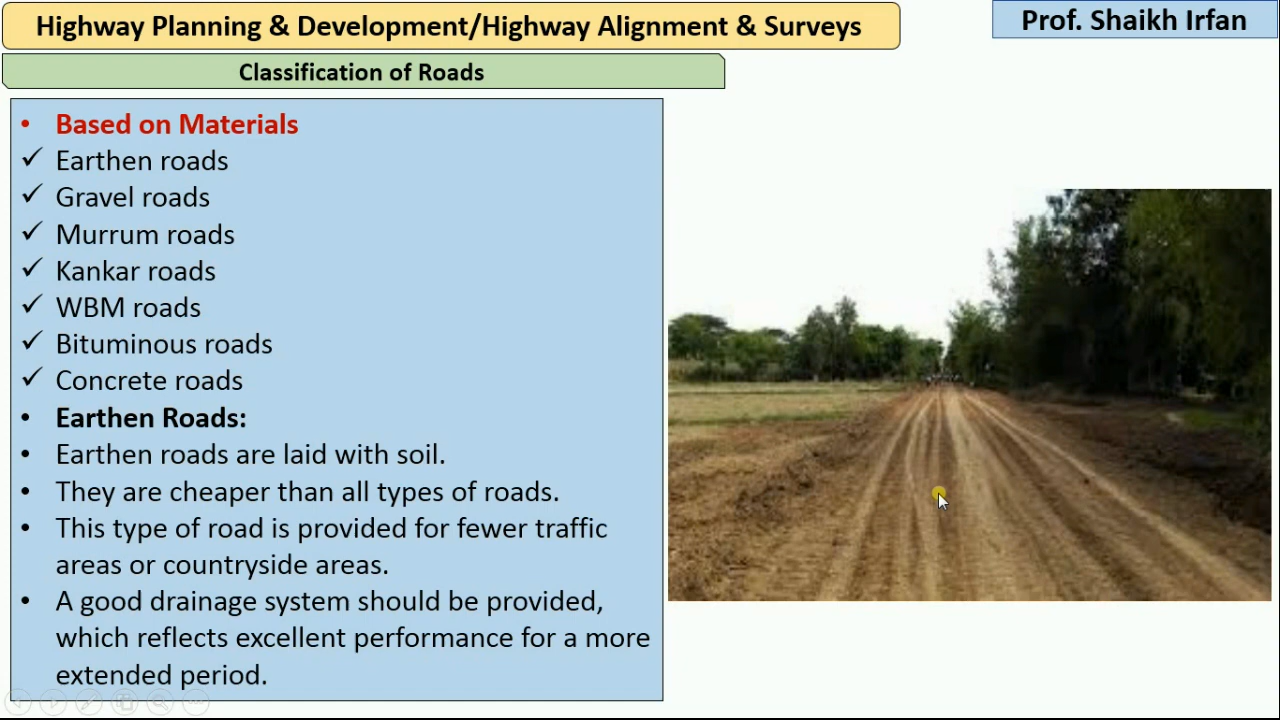 Highway Planning & Development/Highway Alignment & Surveys
Prof. Shaikh Irfan
Classification of Roads
• Based on Materials
✓ Earthen roads
✓ Gravel roads
✓ Murrum roads
✓ Kankar roads
✓ WBM roads
✓ Bituminous roads
✓ Concrete roads
• Earthen Roads:
• Earthen roads are laid with soil.
• They are cheaper than all types of roads.
• This type of road is provided for fewer traffic
areas or countryside areas.
• A good drainage system should be provided,
which reflects excellent performance for a more
extended period.